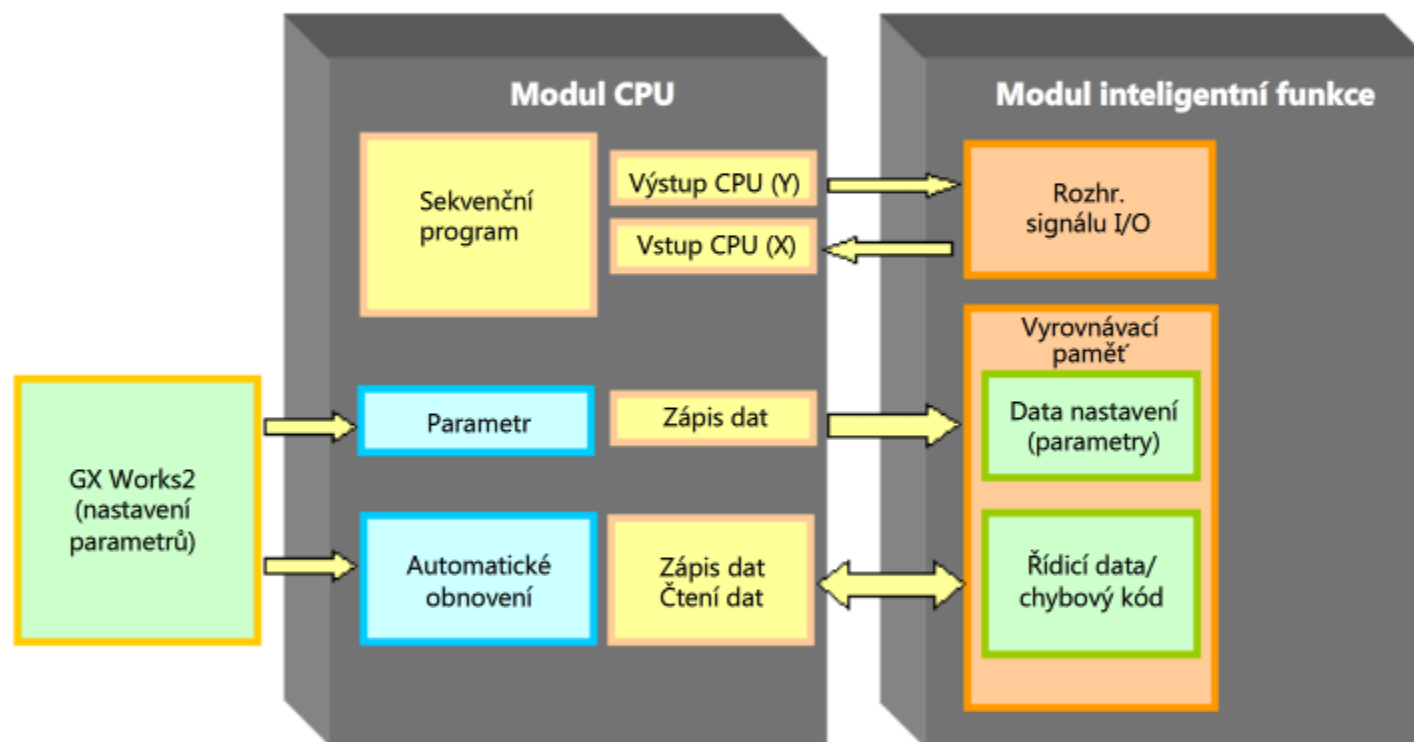 Modul CPU
Sekvenční
program
Výstup CPU (Y)
Vstup CPU (X)
Parametr
Zápis dat
Automatické
obnovení
Zápis dat
Čtení dat
GX Works2
(nastavení
parametrů)
Modul inteligentní funkce
Rozhr.
signálu I/O
Vyrovnávací
paměť
Data nastavení
(parametry)
Řídicí data/
chybový kód